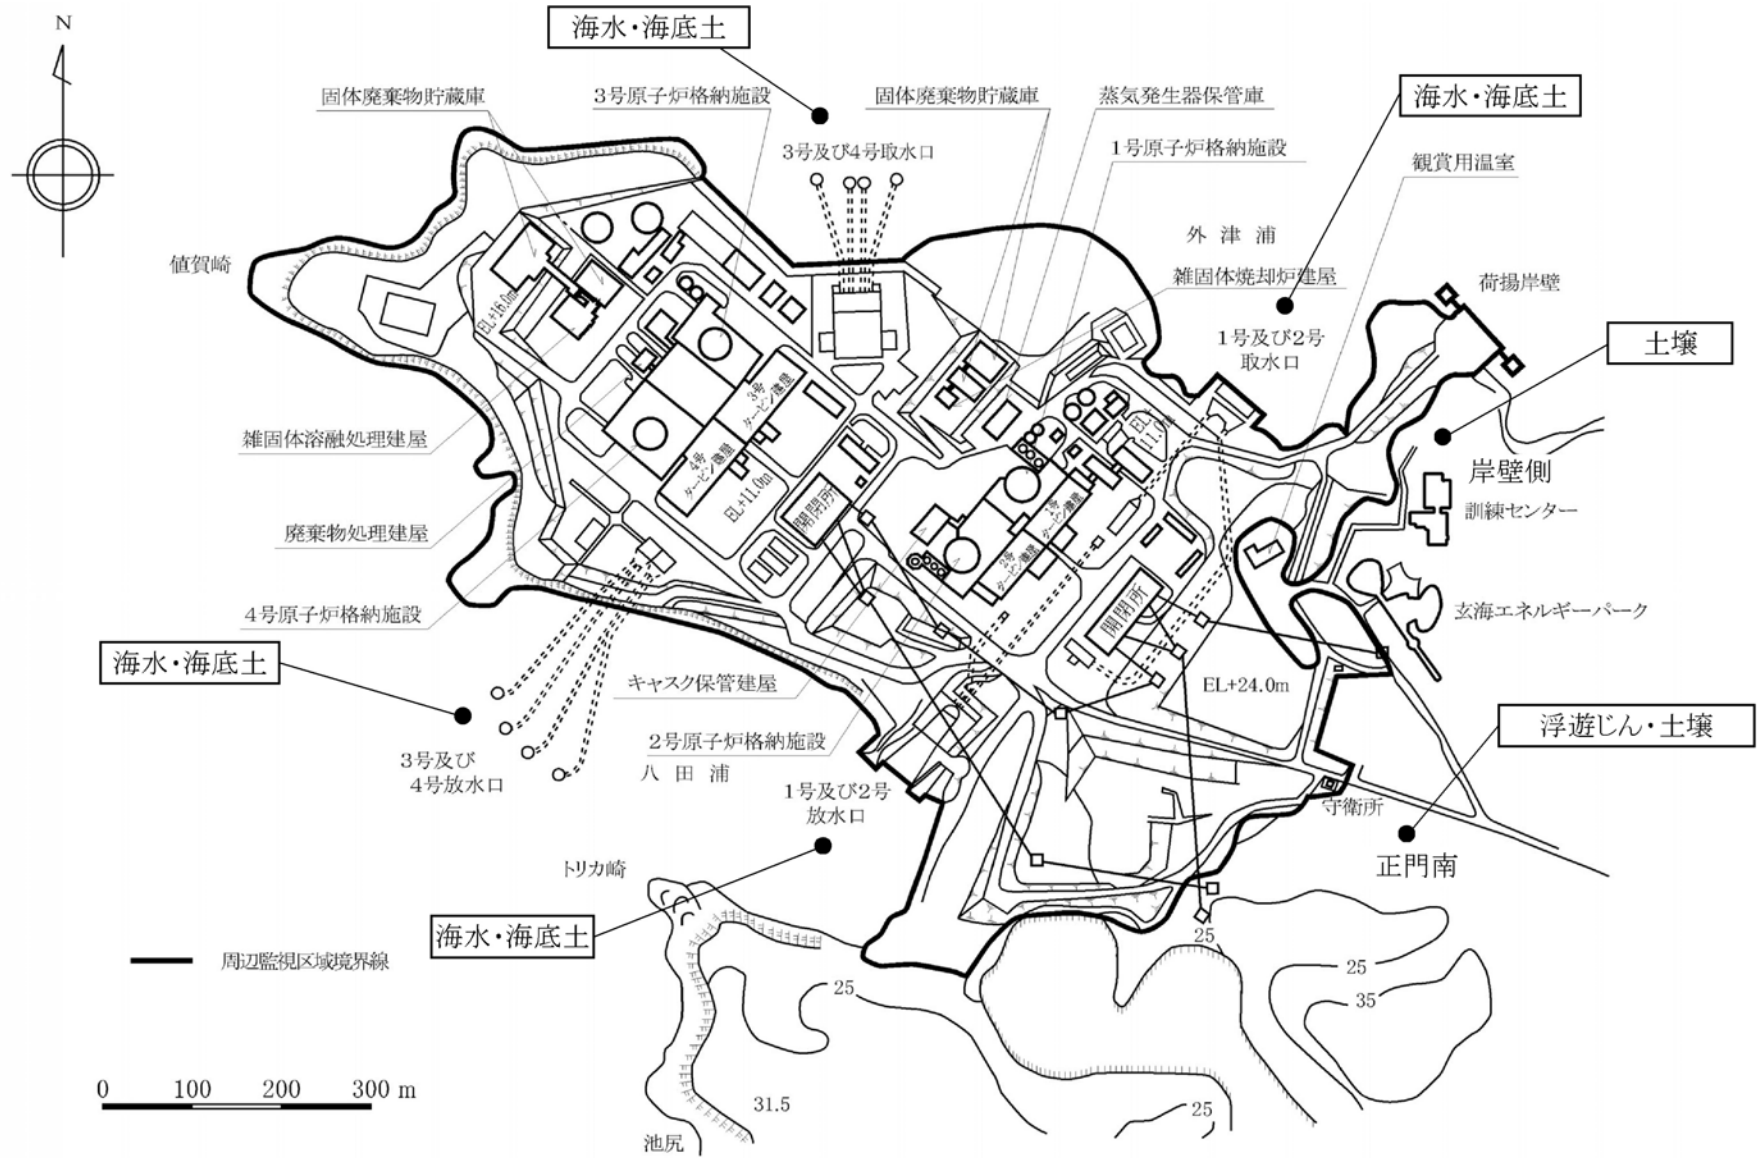 N
海水・海底土
固体廃棄物貯蔵庫
3号原子炉格納施設
固体廃棄物貯蔵庫
蒸気発生器保管庫
海水・海底土
3号及び4号取水口
1号原子炉格納施設
観賞用温室
値賀崎
外津浦
雑固体焼却炉建屋
荷揚岸壁
1号及び2号
取水口
土壌
EL+16.0m
3号
タービン建屋
4号
タービン建屋
EL+11.0m
開閉所
EL+
11.0m
1号
タービン建屋
2号
タービン建屋
開閉所
雑固体溶融処理建屋
岸壁側
訓練センター
廃棄物処理建屋
4号原子炉格納施設
玄海エネルギーパーク
海水・海底土
キャスク保管建屋
EL+24.0m
浮遊じん・土壌
2号原子炉格納施設
3号及び
4号放水口
八田浦
1号及び2号
放水口
守衛所
正門南
トリカ崎
海水・海底土
周辺監視区域境界線
25
25
35
25
0 100 200 300 m
31.5
25
池尻